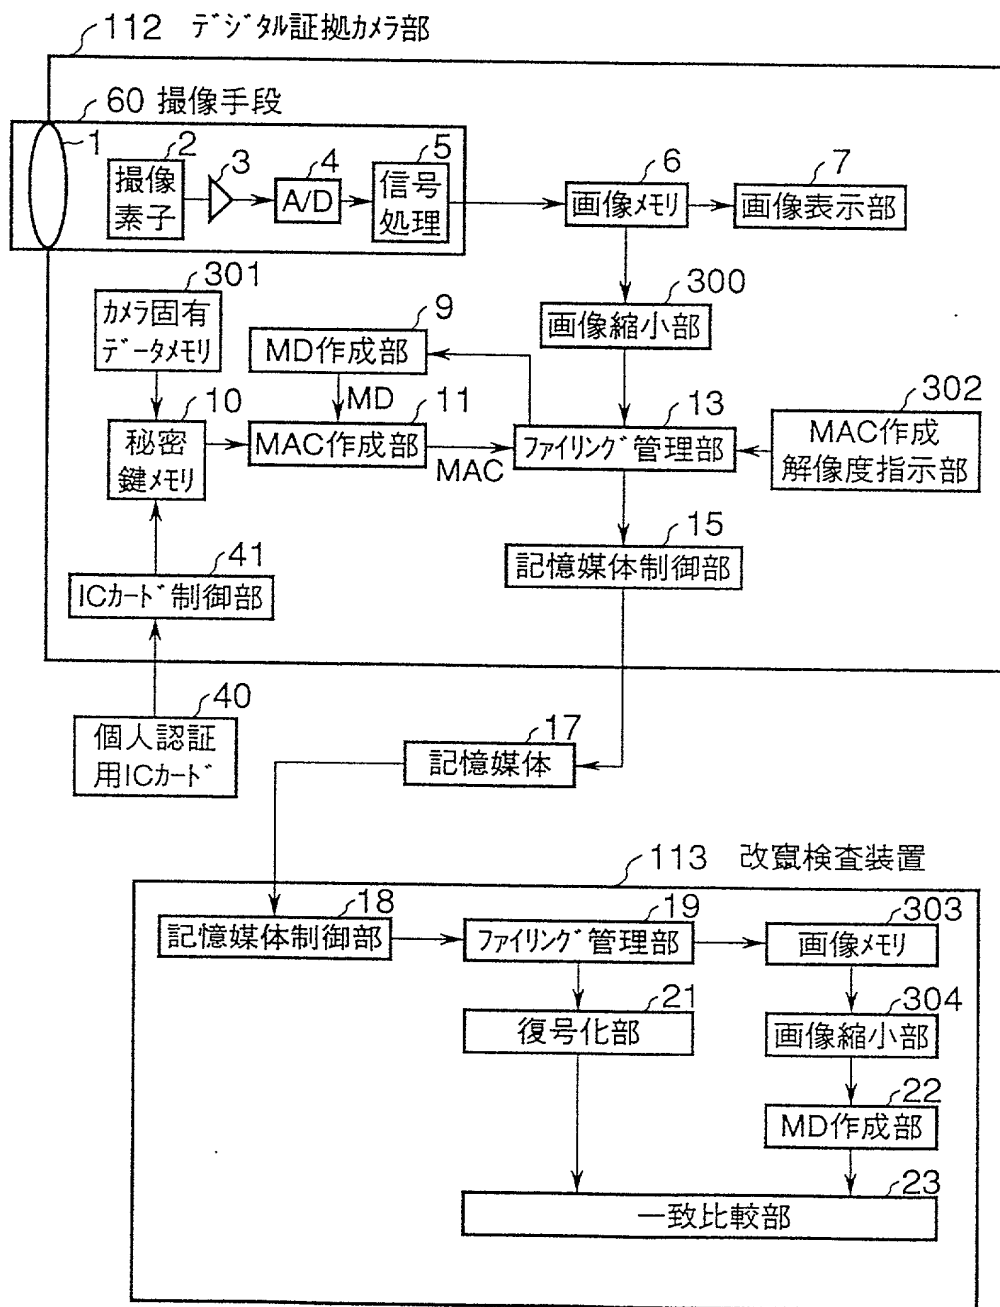 112 デジタル証拠カメラ部
60 撮像手段
1
2
撮像
素子
3
4
A/D
5
信号
処理
6
画像メモリ
7
画像表示部
301
カメラ固有
データメモリ
9
MD作成部
300
画像縮小部
MD
10
秘密
鍵メモリ
11
MAC作成部
MAC
13
ファイリング管理部
302
MAC作成
解像度指示部
15
記憶媒体制御部
41
ICカード制御部
40
個人認証
用ICカード
17
記憶媒体
113 改竄検査装置
18
記憶媒体制御部
19
ファイリング管理部
303
画像メモリ
21
復号化部
304
画像縮小部
22
MD作成部
23
一致比較部